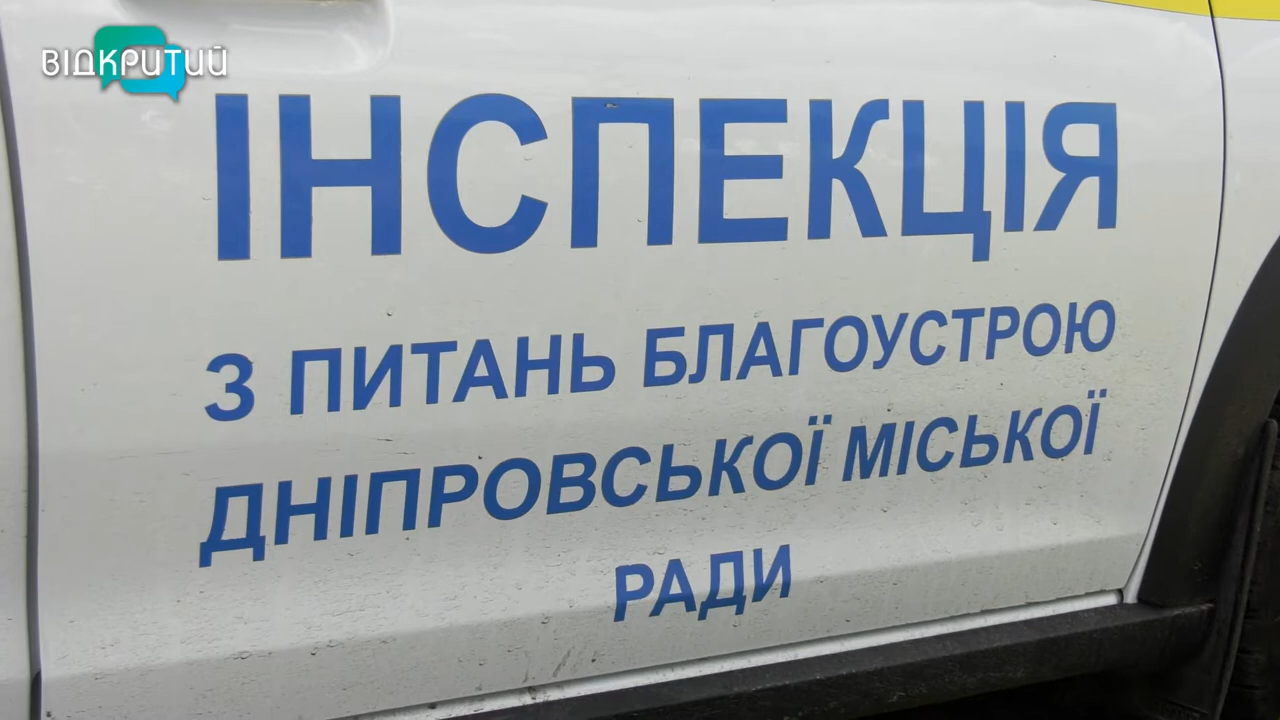 ВІДКРИТИЙ
ІНСПЕКЦІЯ
З ПИТАНЬ БЛАГОУСТРОЮ
ДНІПРОВСЬКОЇ МІСЬКОЇ
РАДИ